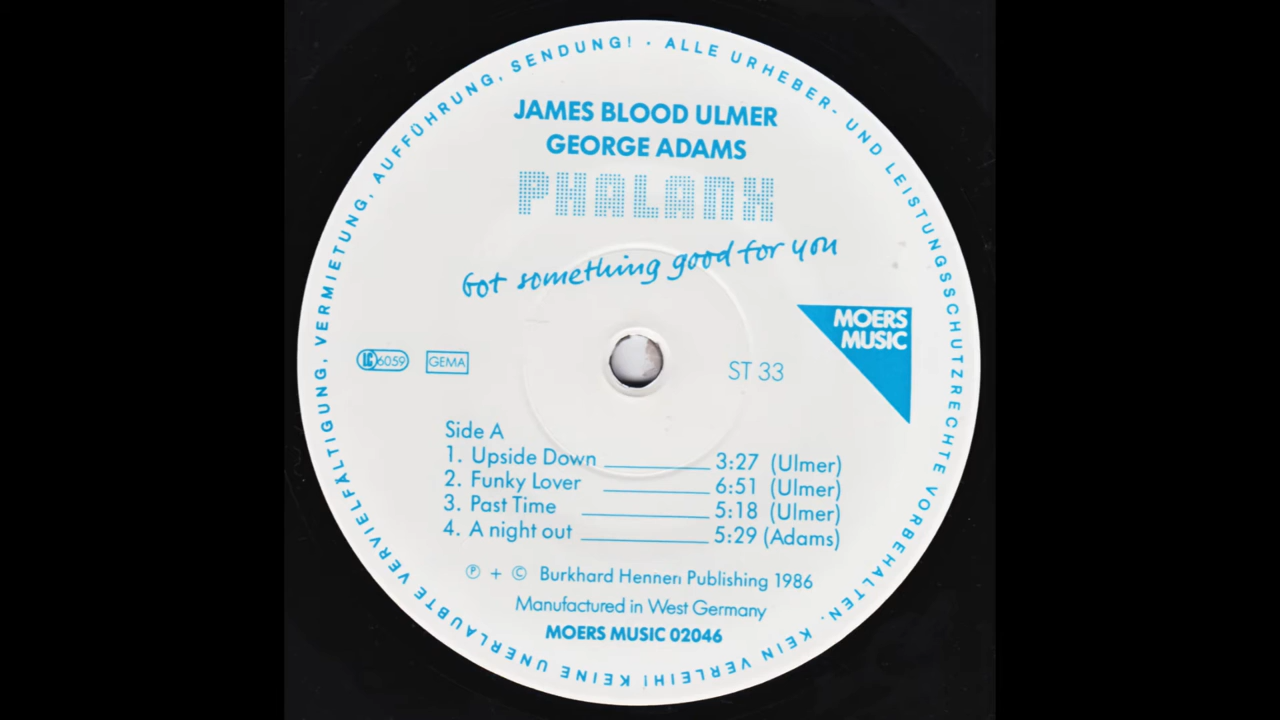 ALLE URHEBER- UND LEISTUNGSSCHUTZRECHTE VORBEHALTEN. KEIN VERLEIH! KEINE UNERLAUBTE VERVIELFÄLTIGUNG, VERMIETUNG, AUFFÜHRUNG, SENDUNG! ·
JAMES BLOOD ULMER
GEORGE ADAMS
PHALANX
Got something good for you
MOERS
MUSIC
LC 6059 GEMA ST 33
Side A
1. Upside Down 3:27 (Ulmer)
2. Funky Lover 6:51 (Ulmer)
3. Past Time 5:18 (Ulmer)
4. A night out 5:29 (Adams)
℗ + © Burkhard Hennen Publishing 1986
Manufactured in West Germany
MOERS MUSIC 02046